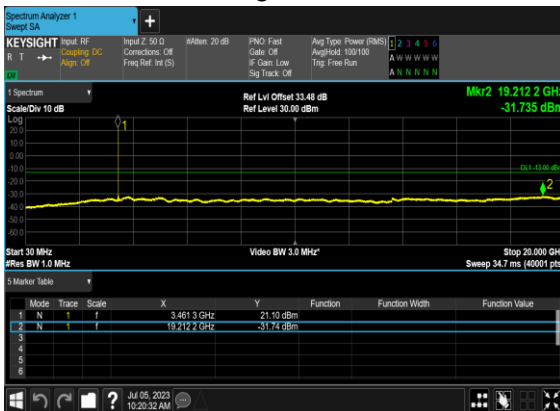 Spectrum Analyzer 1
Swept SA
KEYSIGHT Input: RF Input Z: 50 Ω #Atten: 20 dB PNO: Fast Avg Type: Power (RMS) 1 2 3 4 5 6
R T Coupling: DC Corrections: Off Gate: Off Avg|Hold: 100/100 A W W W W W
Align: Off Freq Ref: Int (S) IF Gain: Low Trig: Free Run
LV Sig Track: Off A N N N N N
1 Spectrum Ref Lvl Offset 33.48 dB Mkr2 19.212 2 GHz
Scale/Div 10 dB Ref Level 30.00 dBm -31.735 dBm
Log
20.0
10.0
0.00
-10.0
-20.0
-30.0
-40.0
-50.0
-60.0
1
DL1 -13.00 dBm
2
Start 30 MHz Video BW 3.0 MHz* Stop 20.000 GH
#Res BW 1.0 MHz Sweep 34.7 ms (40001 pts
5 Marker Table
Mode Trace Scale X Y Function Function Width Function Value
1 N 1 f 3.461 3 GHz 21.10 dBm
2 N 1 f 19.212 2 GHz -31.74 dBm
3
4
5
6
? Jul 05, 2023
10:20:32 AM